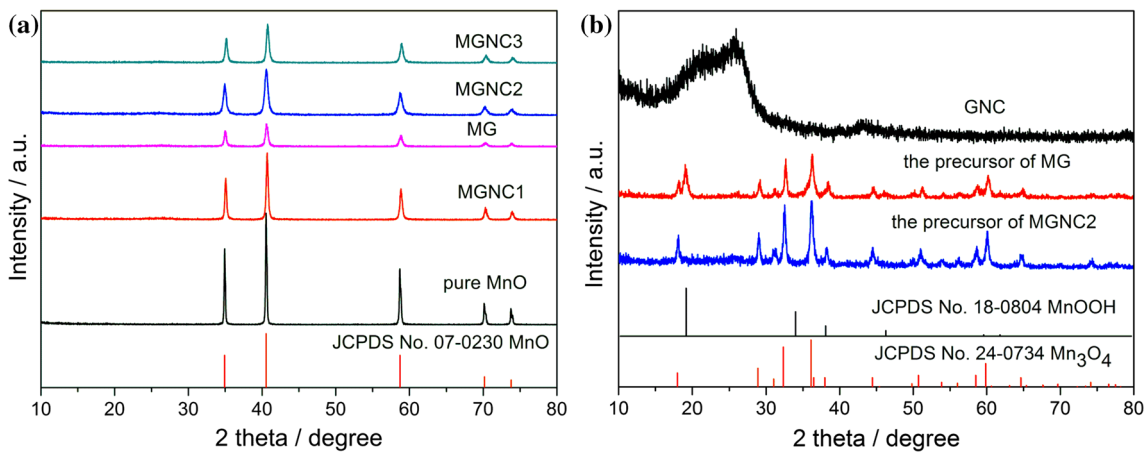 (a)
MGNC3
MGNC2
MG
MGNC1
pure MnO
JCPDS No. 07-0230 MnO
Intensity / a.u.
10 20 30 40 50 60 70 80
2 theta / degree
(b)
GNC
the precursor of MG
the precursor of MGNC2
JCPDS No. 18-0804 MnOOH
JCPDS No. 24-0734 Mn₃O₄
Intensity / a.u.
10 20 30 40 50 60 70 80
2 theta / degree